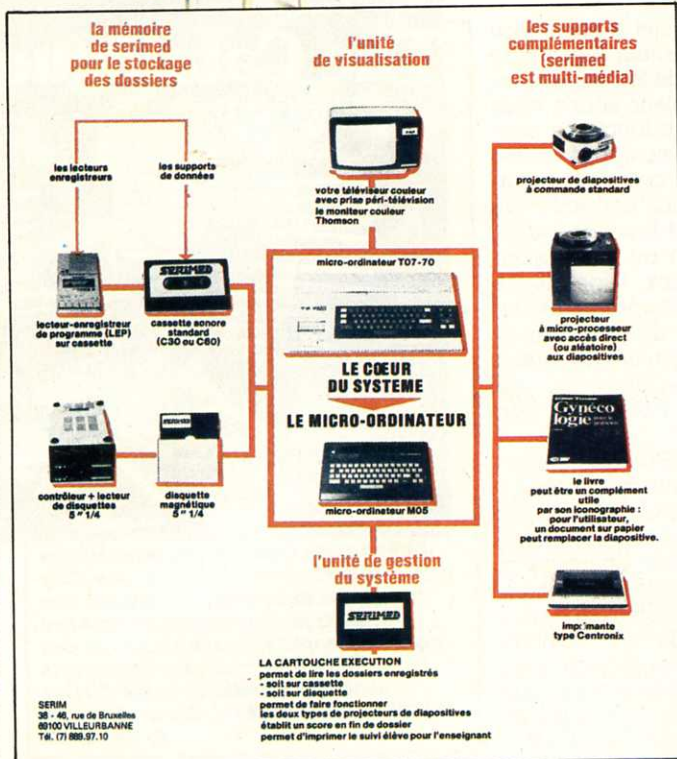 la mémoire
de serimed
pour le stockage
des dossiers
les lecteurs
enregistreurs
les supports
de données
SERIMED
lecteur-enregistreur
de programme (LEP)
sur cassette
cassette sonore
standard
(C30 ou C60)
SERIMED
contrôleur + lecteur
de disquettes
5" 1/4
disquette
magnétique
5" 1/4
l'unité
de visualisation
votre téléviseur couleur
avec prise péri-télévision
le moniteur couleur
Thomson
micro-ordinateur T07-70
LE CŒUR
DU SYSTEME
LE MICRO-ORDINATEUR
micro-ordinateur M05
l'unité de gestion
du système
SERIMED
LA CARTOUCHE EXECUTION
permet de lire les dossiers enregistrés
- soit sur cassette
- soit sur disquette
permet de faire fonctionner
les deux types de projecteurs de diapositives
établit un score en fin de dossier
permet d'imprimer le suivi élève pour l'enseignant
les supports
complémentaires
(serimed
est multi-média)
projecteur de diapositives
à commande standard
projecteur
à micro-processeur
avec accès direct
(ou aléatoire)
aux diapositives
Gynéco
logie
le livre
peut être un complément
utile
par son iconographie :
pour l'utilisateur,
un document sur papier
peut remplacer la diapositive.
imprimante
type Centronix
SERIM
36 - 46, rue de Bruxelles
69100 VILLEURBANNE
Tél. (7) 889.97.10